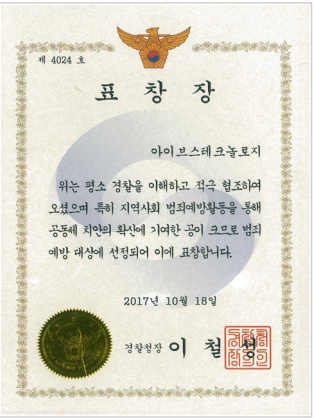 제 4024 호
표 창 장
아이브스테크놀로지
위는 평소 경찰을 이해하고 적극 협조하여
오셨으며 특히 지역사회 범죄예방활동을 통해
공동체 치안의 확산에 기여한 공이 크므로 범죄
예방 대상에 선정되어 이에 표창합니다.
2017년 10월 18일
경찰청장 이 철 성